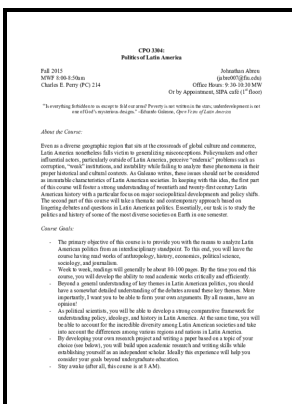 CPO 3304:
Politics of Latin America
Fall 2015
Johnathan Abreu
MWF 8:00-8:50am
(jabre007@fiu.edu)
Charles E. Perry (PC) 214
Office Hours: 9:30-10:30 MW
Or by Appointment, SIPA café (1st floor)
"Is everything forbidden to us except to fold our arms? Poverty is not written in the stars; underdevelopment is not
one of God's mysterious designs." -Eduardo Galeano, Open Veins of Latin America
About the Course:
Even as a diverse geographic region that sits at the crossroads of global culture and commerce,
Latin America nonetheless falls victim to generalizing misconceptions. Policymakers and other
influential actors, particularly outside of Latin America, perceive "endemic" problems such as
corruption, "weak" institutions, and instability while failing to analyze these phenomena in their
proper historical and cultural contexts. As Galeano writes, these issues should not be considered
as immutable characteristics of Latin American societies. In keeping with this idea, the first part
of this course will foster a strong understanding of twentieth and twenty-first century Latin
American history with a particular focus on major sociopolitical developments and policy shifts.
The second part of this course will take a thematic and contemporary approach based on
lingering debates and questions in Latin American politics. Essentially, our task is to study the
politics and history of some of the most diverse societies on Earth in one semester.
Course Goals:
- The primary objective of this course is to provide you with the means to analyze Latin
American politics from an interdisciplinary standpoint. To this end, you will have the
course having read works of anthropology, history, economics, political science,
sociology, and journalism.
- Week to week, readings will generally be about 80-100 pages. By the time you end this
course, you will develop the ability to read academic works critically and efficiently.
- Beyond a general understanding of key themes in Latin American politics, you should
have a somewhat detailed understanding of the debates around these key themes. More
importantly, I want you to be able to form your own arguments. By all means, have an
opinion!
- As political scientists, you will be able to develop a strong comparative framework for
understanding policy, ideology, and history in Latin America. At the same time, you will
be able to account for the incredible diversity among Latin American societies and take
into account the differences among various regions and nations in Latin America.
- By developing your own research project and writing a paper based on a topic of your
choice (see below), you will build upon academic research and writing skills while
establishing yourself as an independent scholar. Ideally this experience will help you
consider your goals beyond undergraduate education.
- Stay awake (after all, this course is at 8 AM).